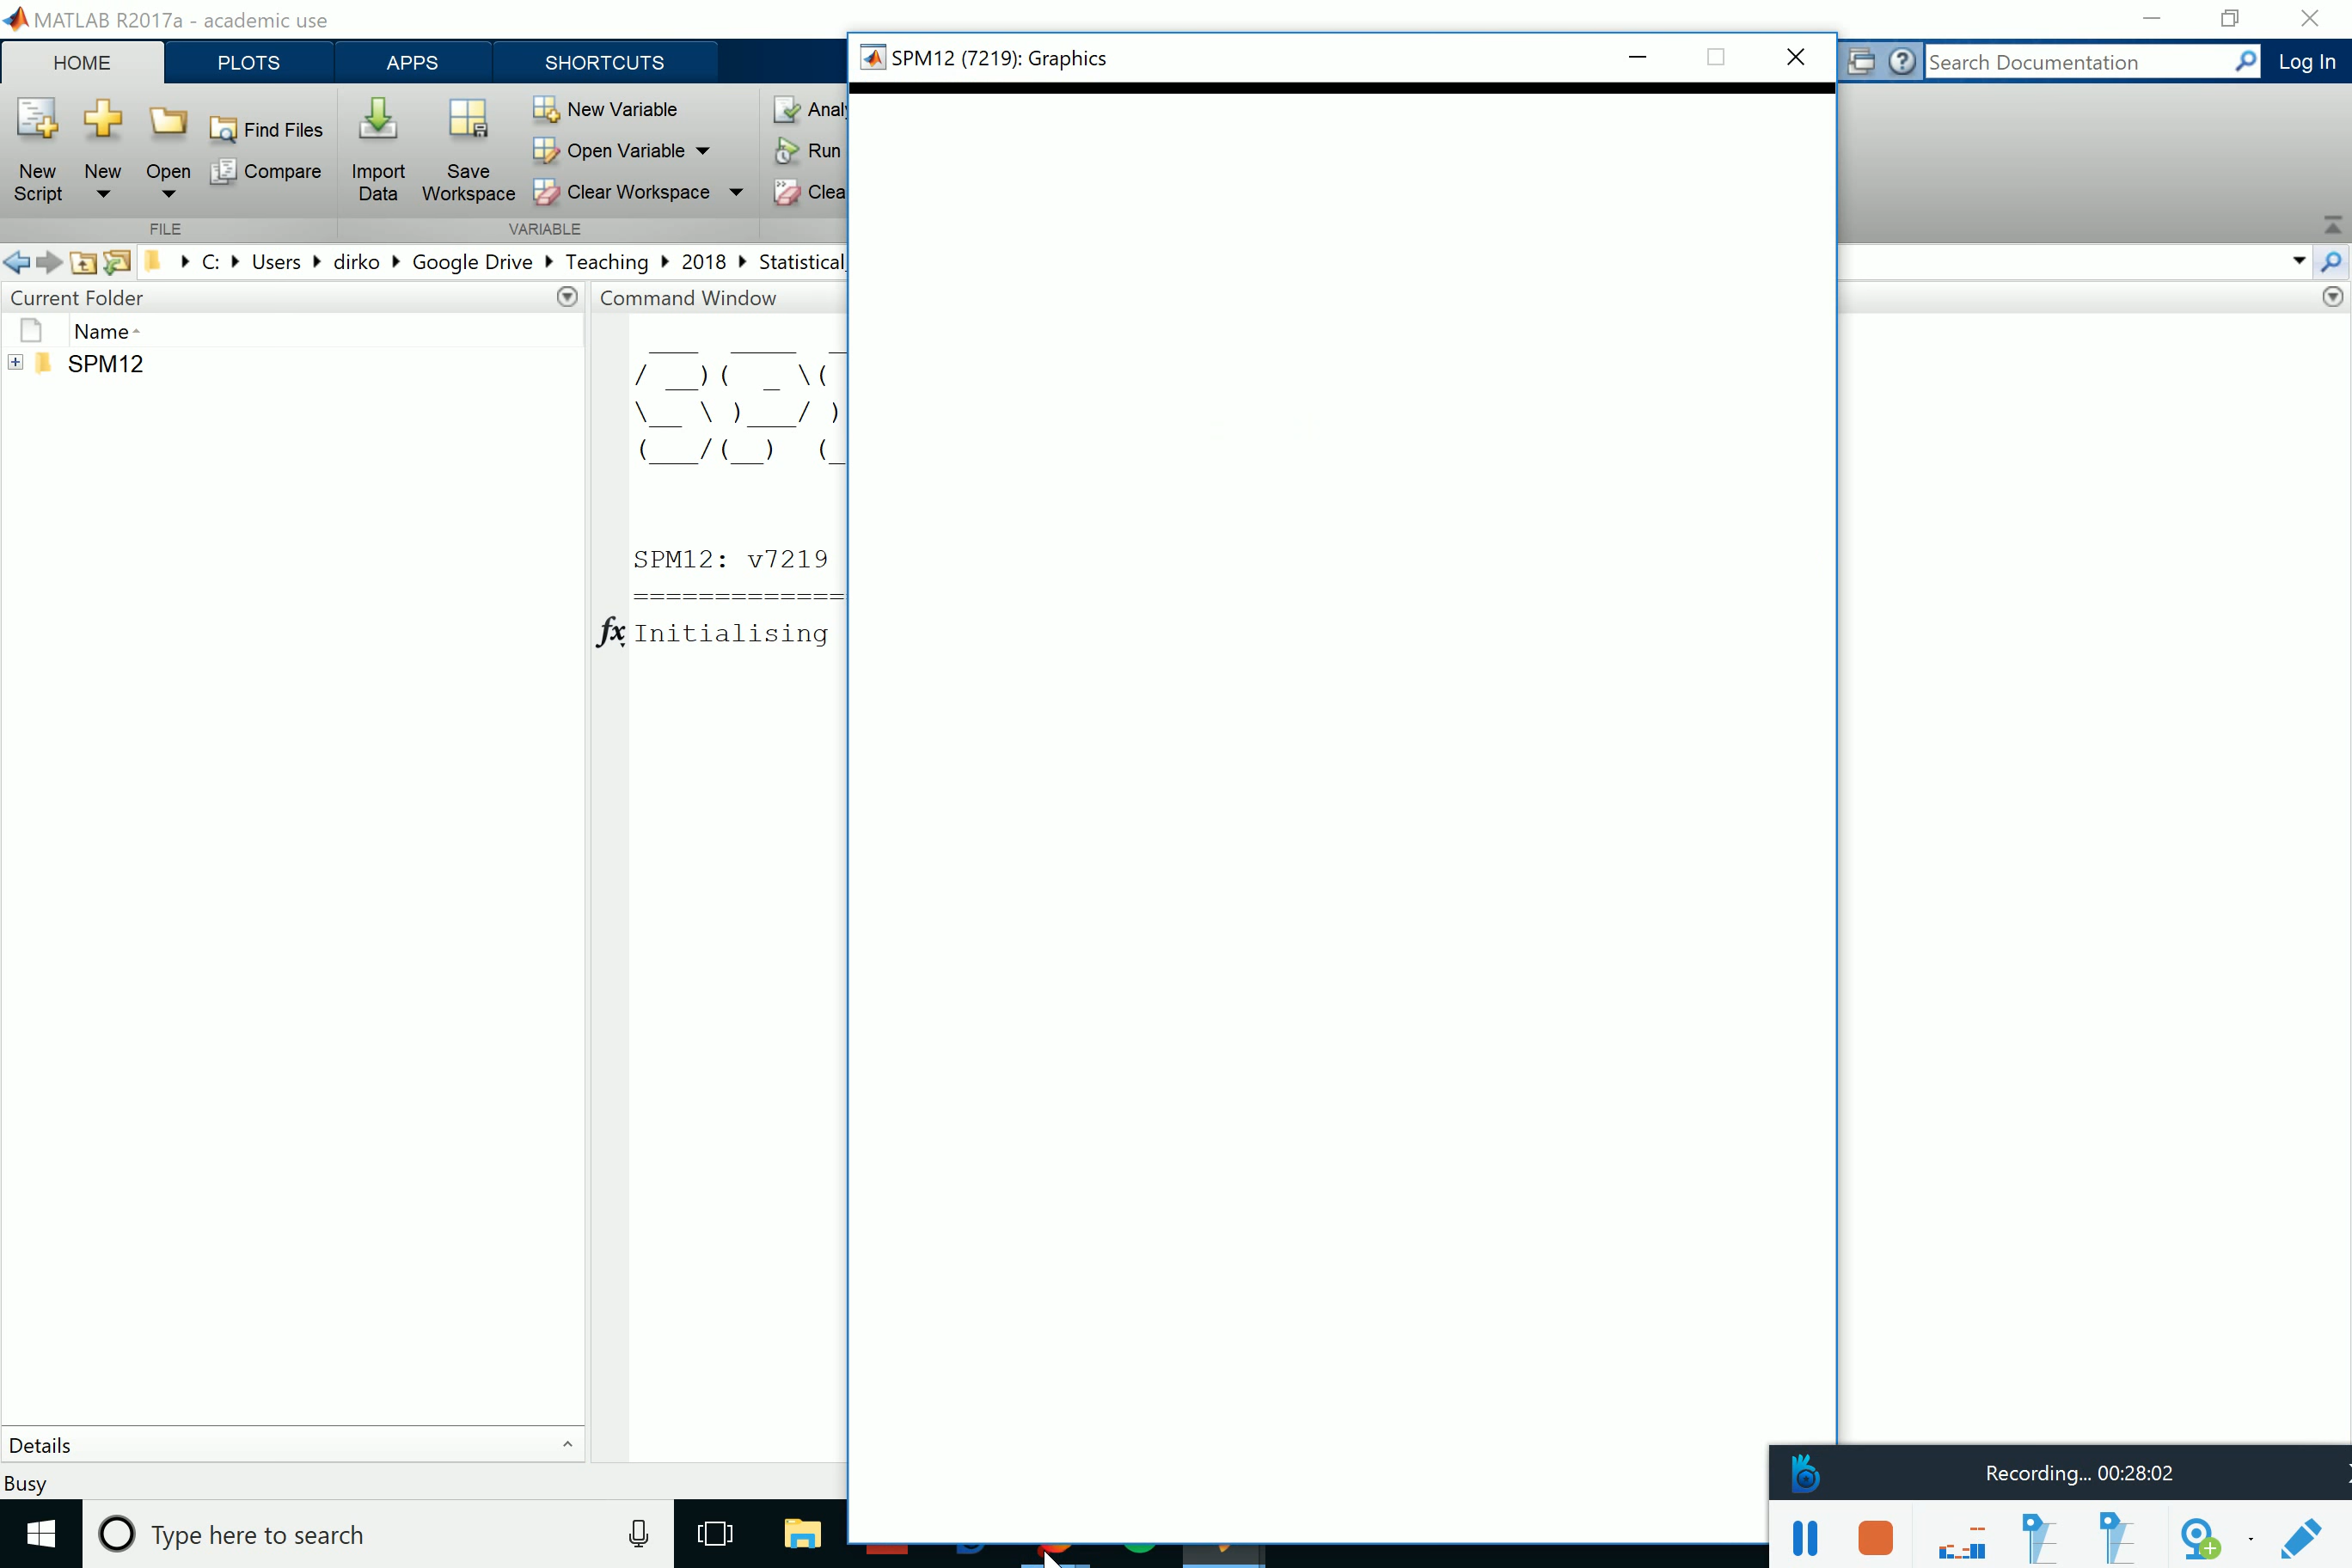 MATLAB R2017a - academic use
HOME PLOTS APPS SHORTCUTS
SPM12 (7219): Graphics
Search Documentation
Log In
New Script
New
Open
Find Files
Compare
Import Data
Save Workspace
New Variable
Open Variable
Clear Workspace
Run
FILE
VARIABLE
C: Users dirko Google Drive Teaching 2018 Statistical
Current Folder
Command Window
Name
SPM12
SPM12: v7219
=============
fx Initialising
Details
Busy
Type here to search
Recording... 00:28:02